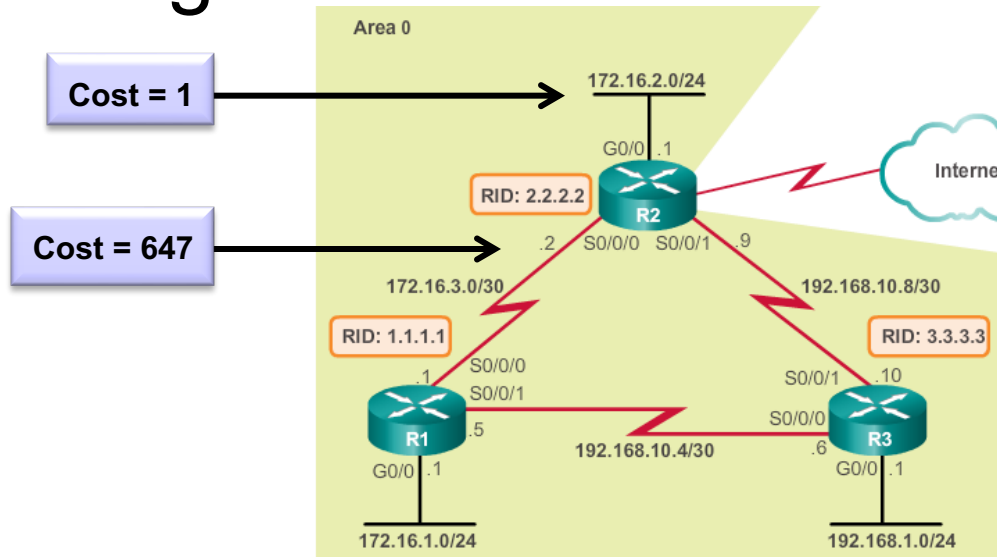 Area 0
Cost = 1
172.16.2.0/24
G0/0 .1
RID: 2.2.2.2
R2
Cost = 647
.2 S0/0/0 S0/0/1 .9
172.16.3.0/30
192.168.10.8/30
RID: 1.1.1.1
RID: 3.3.3.3
.1 S0/0/0
S0/0/1
S0/0/1 .10
R1
.5
192.168.10.4/30
S0/0/0
.6
R3
G0/0 .1
G0/0 .1
172.16.1.0/24
192.168.1.0/24